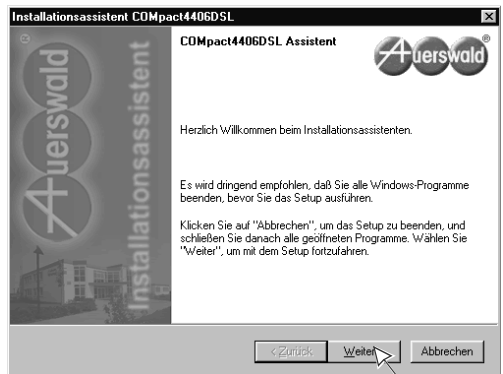 Installationsassistent COMpact4406DSL
Auerswald
Installationsassistent
COMpact4406DSL Assistent
Auerswald
Herzlich Willkommen beim Installationsassistenten.
Es wird dringend empfohlen, daß Sie alle Windows-Programme
beenden, bevor Sie das Setup ausführen.
Klicken Sie auf "Abbrechen", um das Setup zu beenden, und
schließen Sie danach alle geöffneten Programme. Wählen Sie
"Weiter", um mit dem Setup fortzufahren.
< Zurück
Weiter
Abbrechen